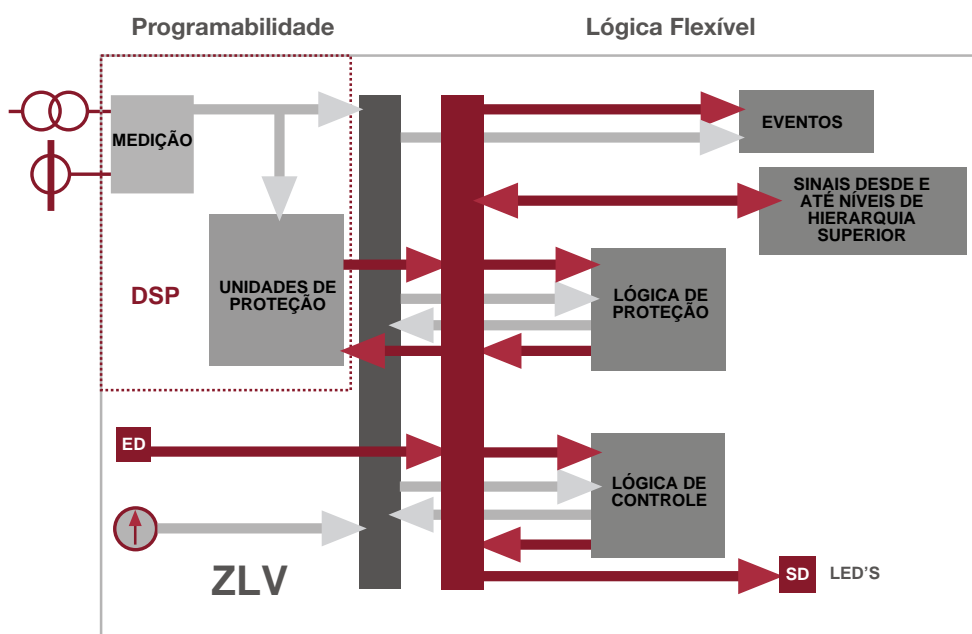 Programabilidade
Lógica Flexível
MEDIÇÃO
EVENTOS
SINAIS DESDE E
ATÉ NÍVEIS DE
HIERARQUIA
SUPERIOR
DSP
UNIDADES DE
PROTEÇÃO
LÓGICA DE
PROTEÇÃO
ED
LÓGICA DE
CONTROLE
ZLV
SD
LED'S